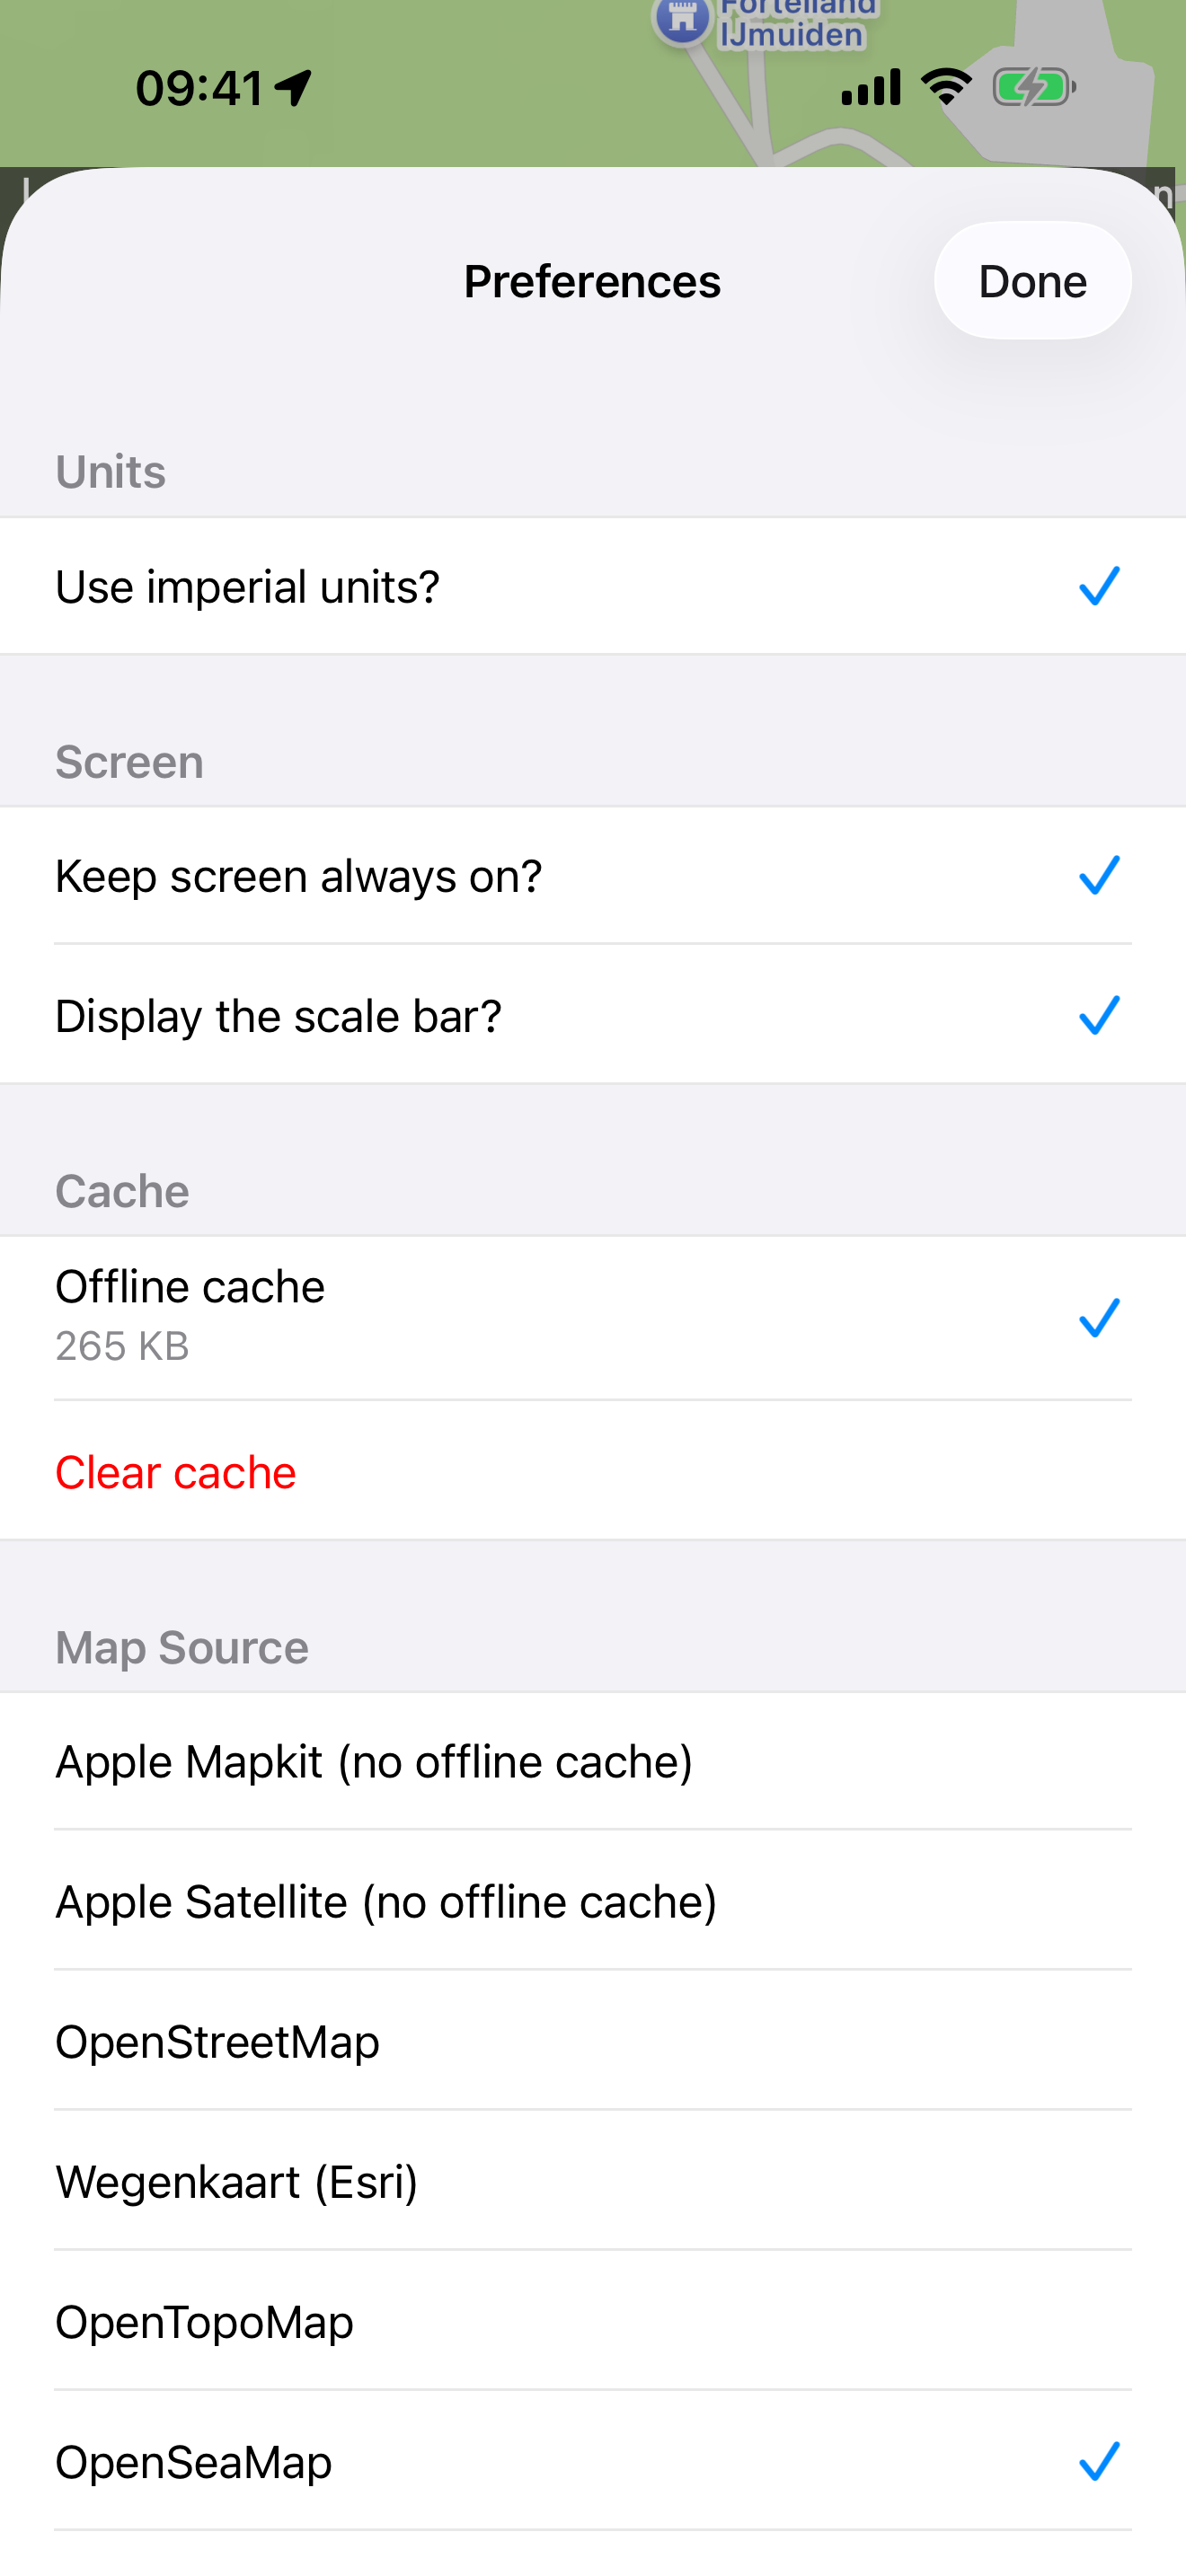 Forteiland
IJmuiden
09:41
Preferences
Done
Units
Use imperial units?
Screen
Keep screen always on?
Display the scale bar?
Cache
Offline cache
265 KB
Clear cache
Map Source
Apple Mapkit (no offline cache)
Apple Satellite (no offline cache)
OpenStreetMap
Wegenkaart (Esri)
OpenTopoMap
OpenSeaMap